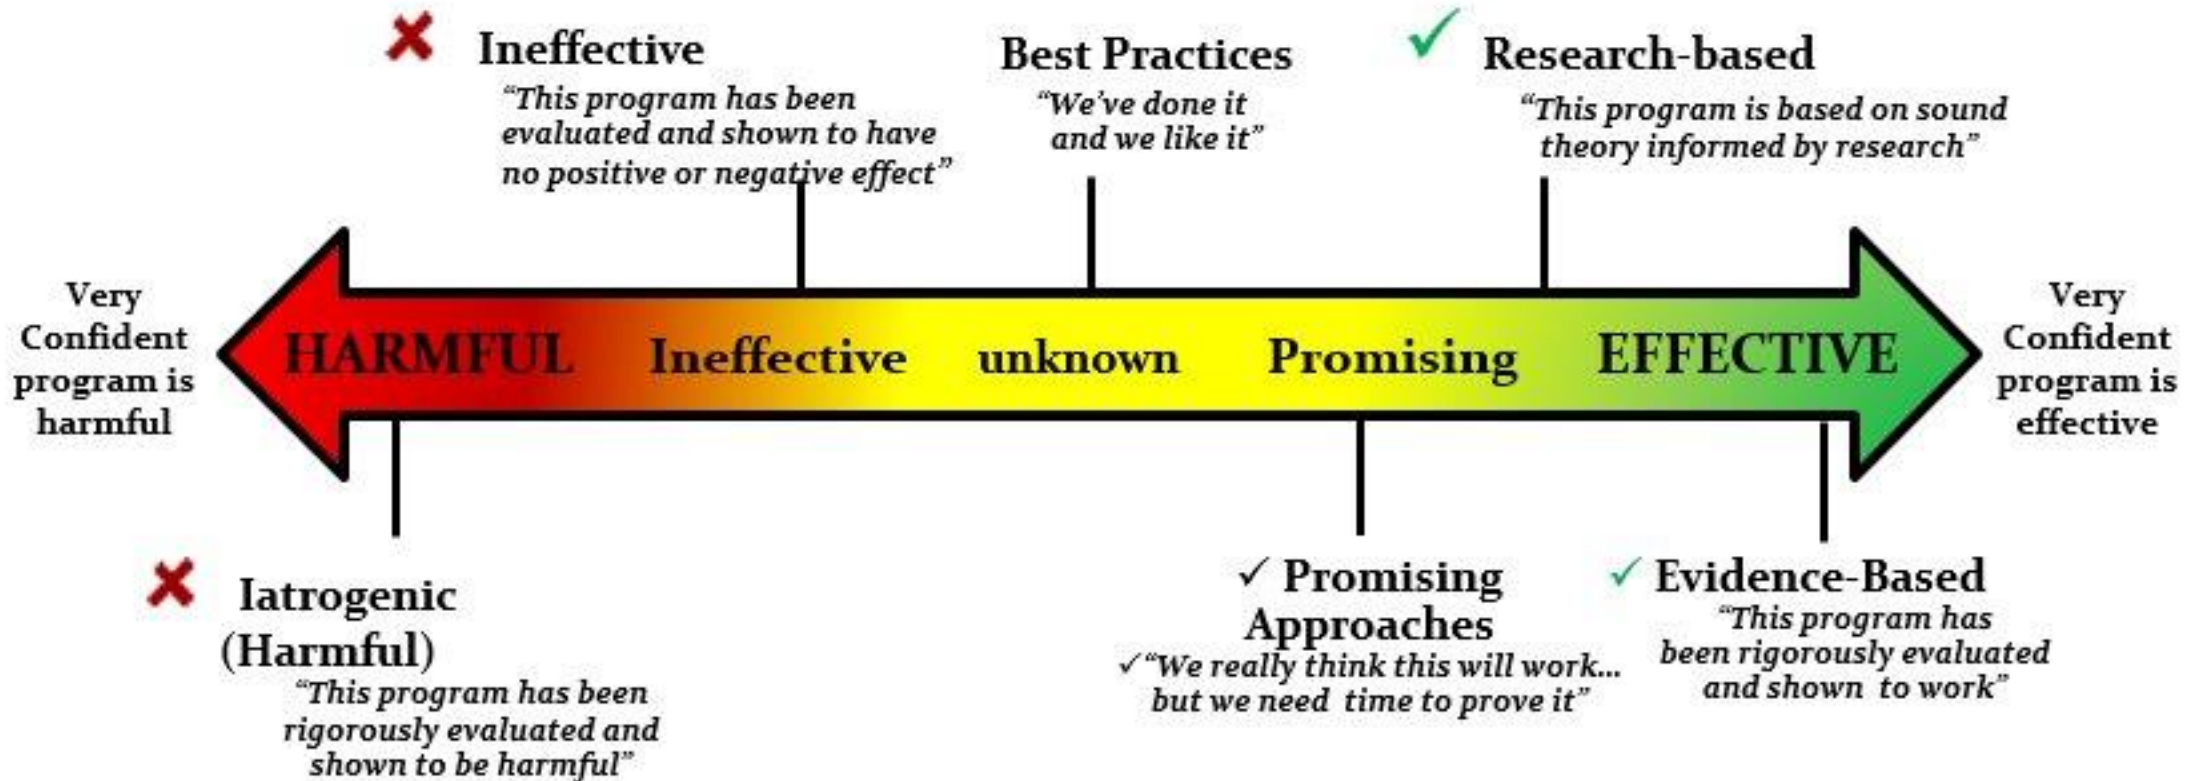 Ineffective
“This program has been
evaluated and shown to have
no positive or negative effect”
Best Practices
“We’ve done it
and we like it”
✓ Research-based
“This program is based on sound
theory informed by research”
Very
Confident
program is
harmful
HARMFUL Ineffective unknown Promising EFFECTIVE
Very
Confident
program is
effective
Iatrogenic
(Harmful)
“This program has been
rigorously evaluated and
shown to be harmful”
✓ Promising
Approaches
✓“We really think this will work...
but we need time to prove it”
✓ Evidence-Based
“This program has
been rigorously evaluated
and shown to work”